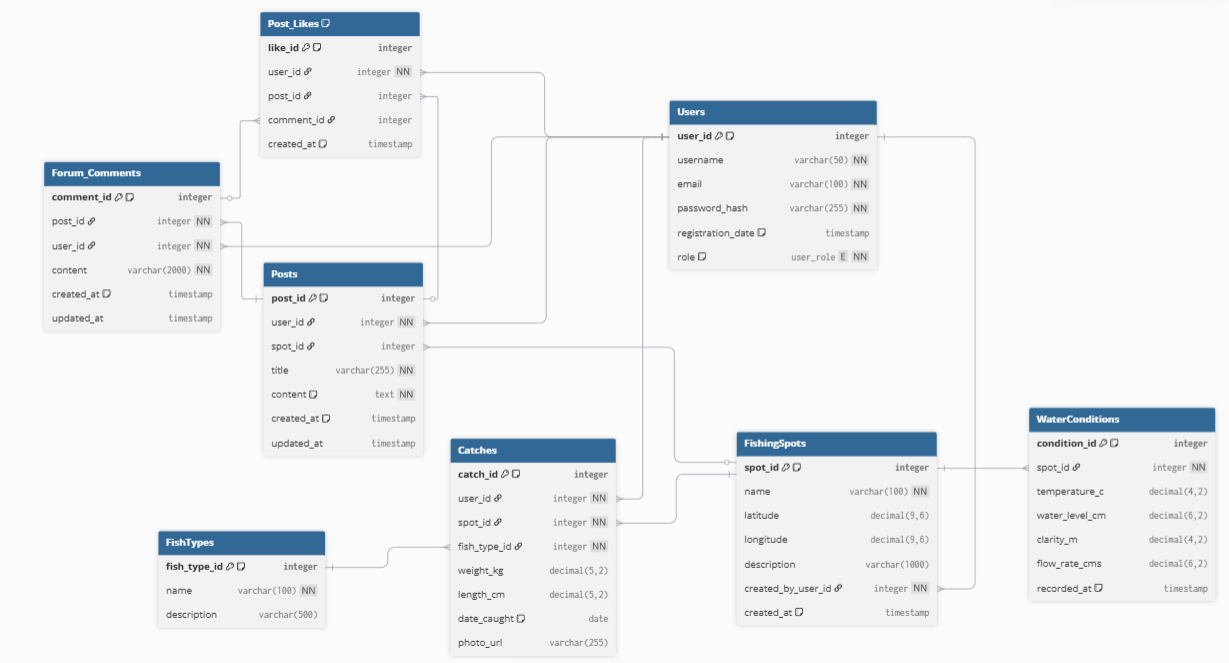 Post_Likes
like_id integer
user_id integer NN
post_id integer
comment_id integer
created_at timestamp
Users
user_id integer
username varchar(50) NN
email varchar(100) NN
password_hash varchar(255) NN
registration_date timestamp
role user_role E NN
Forum_Comments
comment_id integer
post_id integer NN
user_id integer NN
content varchar(2000) NN
created_at timestamp
updated_at timestamp
Posts
post_id integer
user_id integer NN
spot_id integer
title varchar(255) NN
content text NN
created_at timestamp
updated_at timestamp
Catches
catch_id integer
user_id integer NN
spot_id integer NN
fish_type_id integer NN
weight_kg decimal(5,2)
length_cm decimal(5,2)
date_caught date
photo_url varchar(255)
FishingSpots
spot_id integer
name varchar(100) NN
latitude decimal(9,6)
longitude decimal(9,6)
description varchar(1000)
created_by_user_id integer NN
created_at timestamp
WaterConditions
condition_id integer
spot_id integer NN
temperature_c decimal(4,2)
water_level_cm decimal(6,2)
clarity_m decimal(4,2)
flow_rate_cms decimal(6,2)
recorded_at timestamp
FishTypes
fish_type_id integer
name varchar(100) NN
description varchar(500)